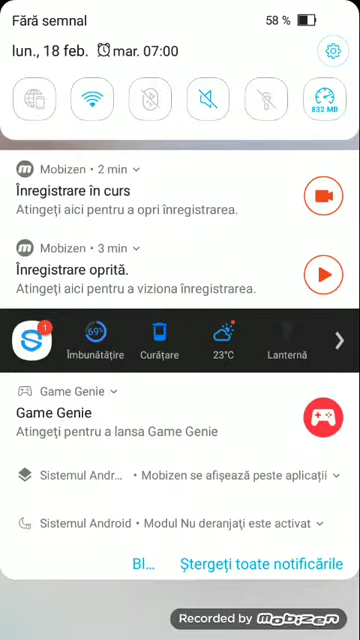 Fără semnal 58 %
lun., 18 feb. mar. 07:00
832 MB
Mobizen • 2 min
Înregistrare în curs
Atingeți aici pentru a opri înregistrarea.
Mobizen • 3 min
Înregistrare oprită.
Atingeți aici pentru a viziona înregistrarea.
1
69%
Îmbunătățire Curățare 23°C Lanternă
Game Genie
Game Genie
Atingeți pentru a lansa Game Genie
Sistemul Andr... • Mobizen se afișează peste aplicații
Sistemul Android • Modul Nu deranjați este activat
Bl... Ștergeți toate notificările
Recorded by mobizen